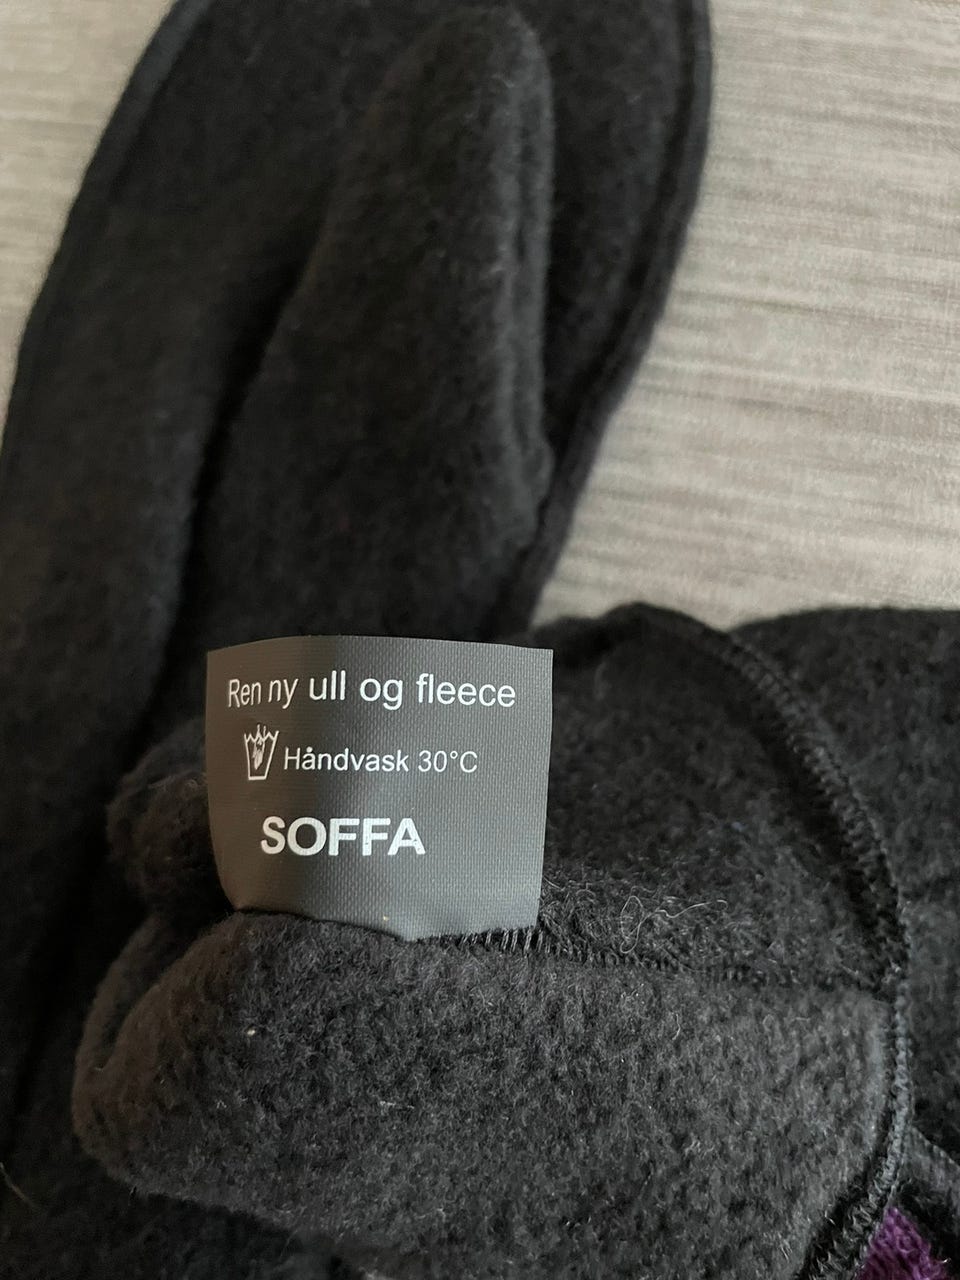 Ren ny ull og fleece
Håndvask 30°C
SOFFA